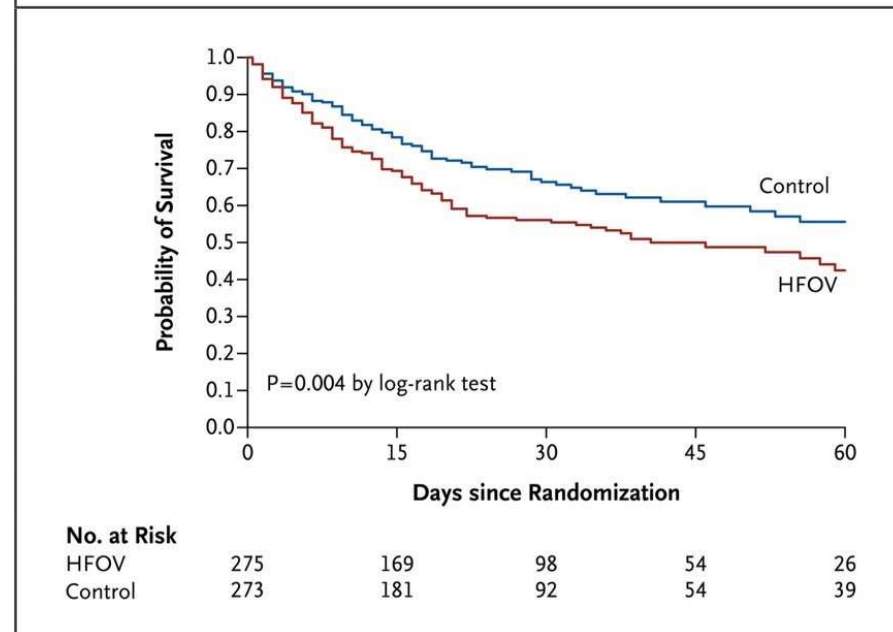 1.0
0.9
0.8
0.7
0.6
0.5
0.4
0.3
0.2
0.1
0.0
Probability of Survival
Control
HFOV
P=0.004 by log-rank test
0 15 30 45 60
Days since Randomization
No. at Risk
HFOV 275 169 98 54 26
Control 273 181 92 54 39